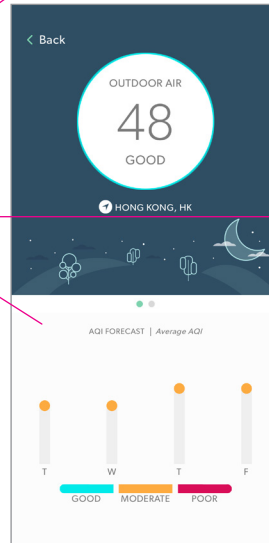 Back
OUTDOOR AIR
48
GOOD
HONG KONG, HK
AQI FORECAST | Average AQI
T W T F
GOOD MODERATE POOR